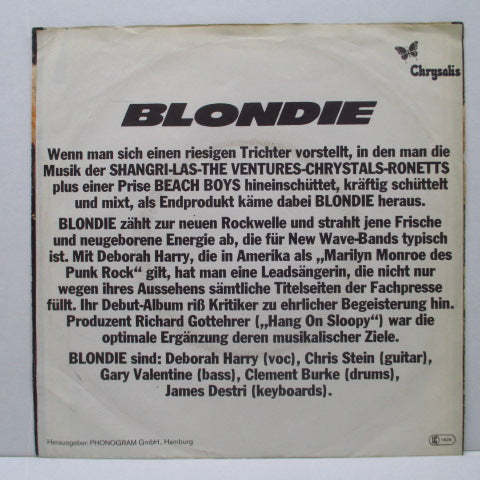 Chrysalis
BLONDIE
Wenn man sich einen riesigen Trichter vorstellt, in den man die
Musik der SHANGRI-LAS-THE VENTURES-CHRYSTALS-RONETTS
plus einer Prise BEACH BOYS hineinschüttet, kräftig schüttelt
und mixt, als Endprodukt käme dabei BLONDIE heraus.
BLONDIE zählt zur neuen Rockwelle und strahlt jene Frische
und neugeborene Energie ab, die für New Wave-Bands typisch
ist. Mit Deborah Harry, die in Amerika als „Marilyn Monroe des
Punk Rock" gilt, hat man eine Leadsängerin, die nicht nur
wegen ihres Aussehens sämtliche Titelseiten der Fachpresse
füllt. Ihr Debut-Album riß Kritiker zu ehrlicher Begeisterung hin.
Produzent Richard Gottehrer („Hang On Sloopy") war die
optimale Ergänzung deren musikalischer Ziele.
BLONDIE sind: Deborah Harry (voc), Chris Stein (guitar),
Gary Valentine (bass), Clement Burke (drums),
James Destri (keyboards).
Herausgeber: PHONOGRAM GmbH, Hamburg